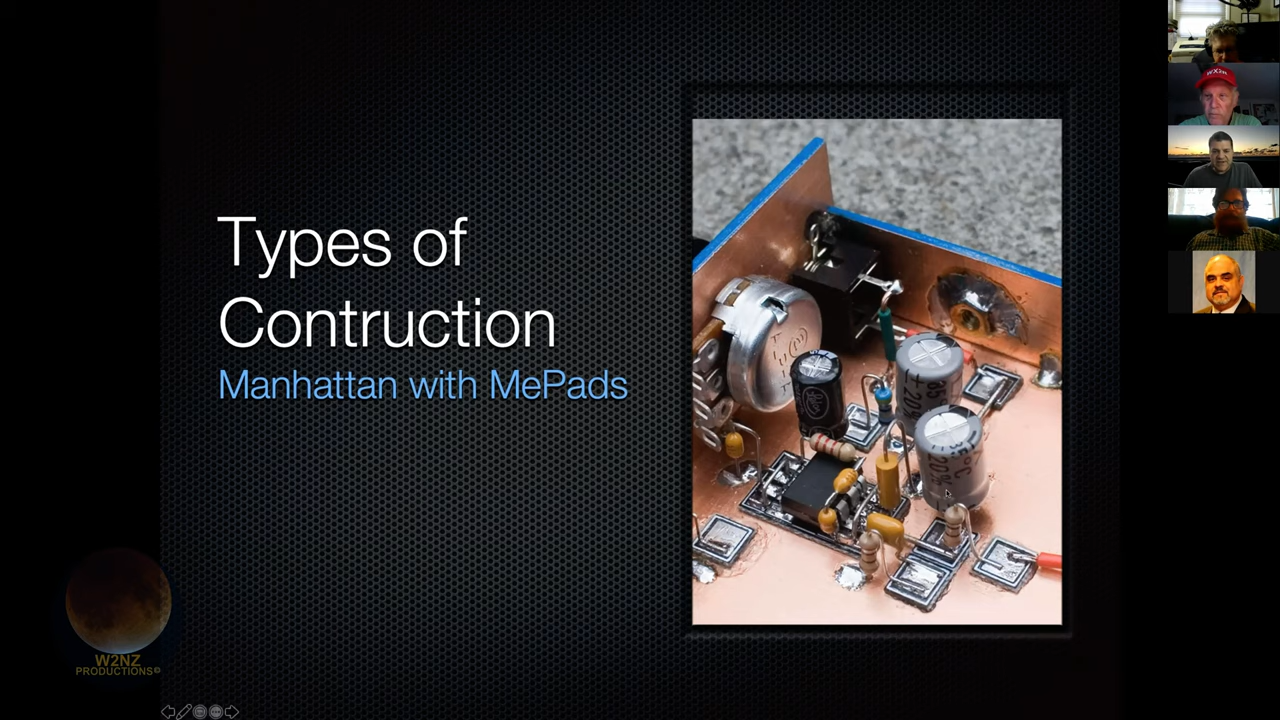 Types of
Contruction
Manhattan with MePads
W2NZ
PRODUCTIONS©